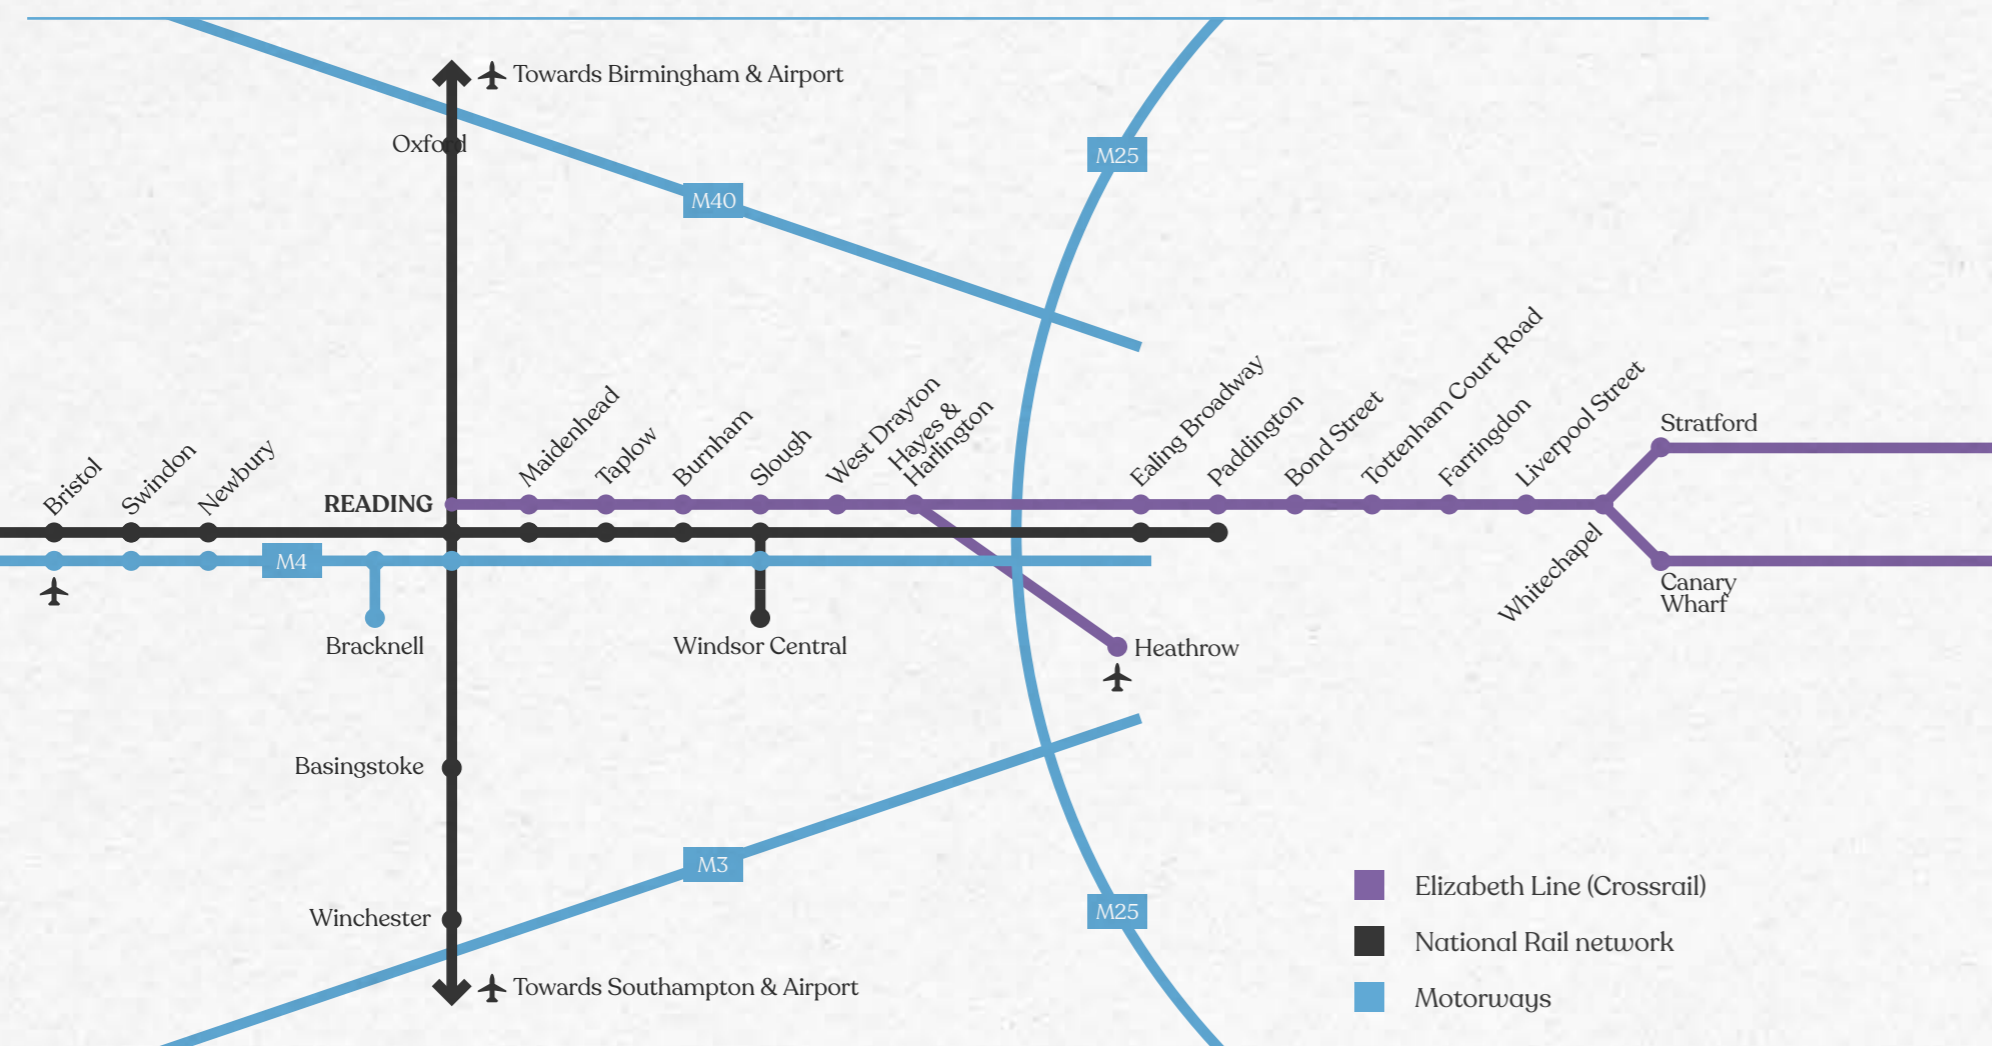 Towards Birmingham & Airport
Oxford
M25
M40
Bristol
Swindon
Newbury
READING
Maidenhead
Taplow
Burnham
Slough
West Drayton
Hayes &
Harlington
Ealing Broadway
Paddington
Bond Street
Tottenham Court Road
Farringdon
Liverpool Street
Whitechapel
Stratford
Canary
Wharf
M4
Bracknell
Windsor Central
Heathrow
Basingstoke
M3
Winchester
M25
Towards Southampton & Airport
Elizabeth Line (Crossrail)
National Rail network
Motorways